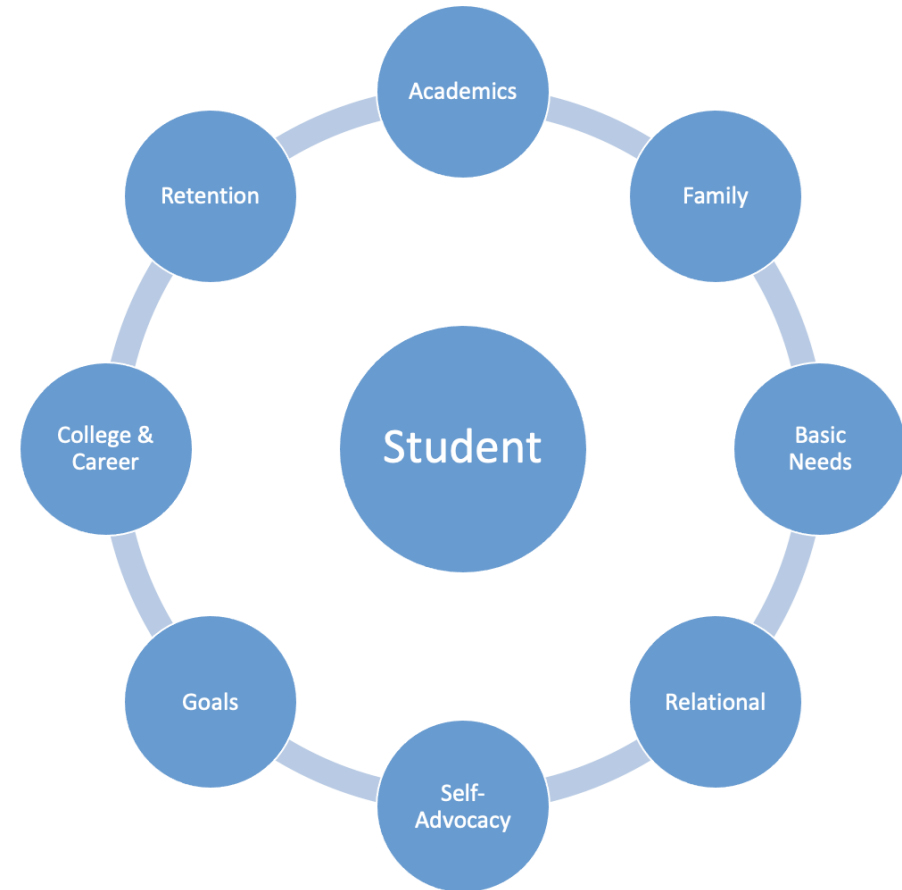 Academics
Retention
Family
Student
College &
Career
Basic
Needs
Goals
Relational
Self-
Advocacy